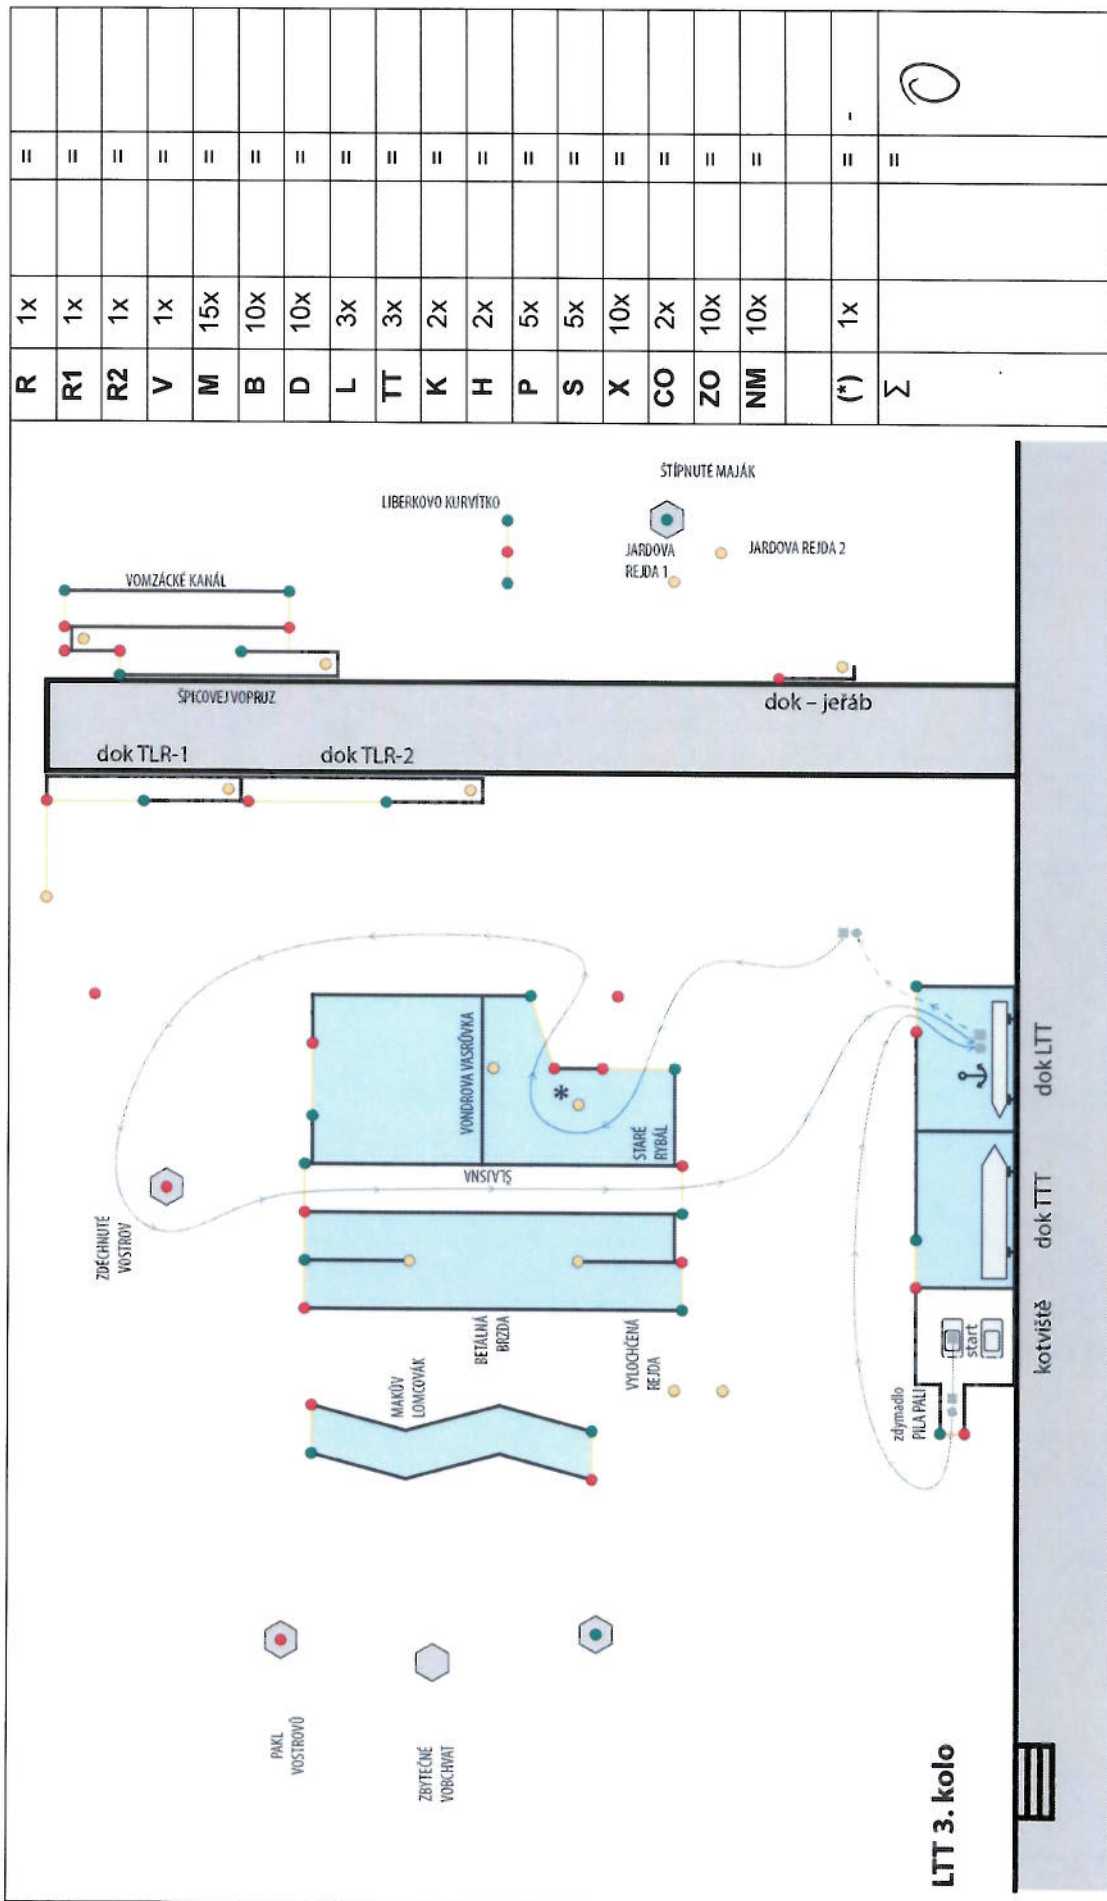 R 1x =
R1 1x =
R2 1x =
V 1x =
M 15x =
B 10x =
D 10x =
L 3x =
TT 3x =
K 2x =
H 2x =
P 5x =
S 5x =
X 10x =
CO 2x =
ZO 10x =
NM 10x =
(*) 1x = -
Σ = 0
VOMZÁCKÉ KANÁL
LIBERKOVO KURVÍTKO
ŠTÍPNUTÉ MAJÁK
JARDOVA
REJDA 1
JARDOVA REJDA 2
ŠPICOVEJ VOPRUZ
dok – jeřáb
dok TLR-1
dok TLR-2
ZDĚCHNUTÉ
VOSTROV
VONDROVA VASRŮVKA
*
STARÉ
RYBÁL
ŠLAJSNA
BETÁLNÁ
BRZDA
VYLOCHČENÁ
REJDA
MAKŮV
LOMCOVÁK
zdymadlo
PILA PALI
start
kotviště
dok TTT
dok LTT
PAKL
VOSTROVŮ
ZBYTEČNÉ
VOBCHVAT
LTT 3. kolo